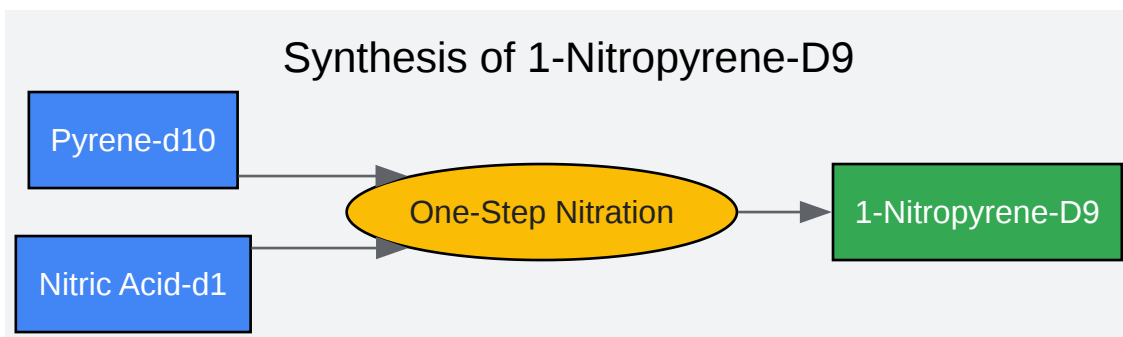 Synthesis of 1-Nitropyrene-D9
Pyrene-d10
One-Step Nitration
1-Nitropyrene-D9
Nitric Acid-d1